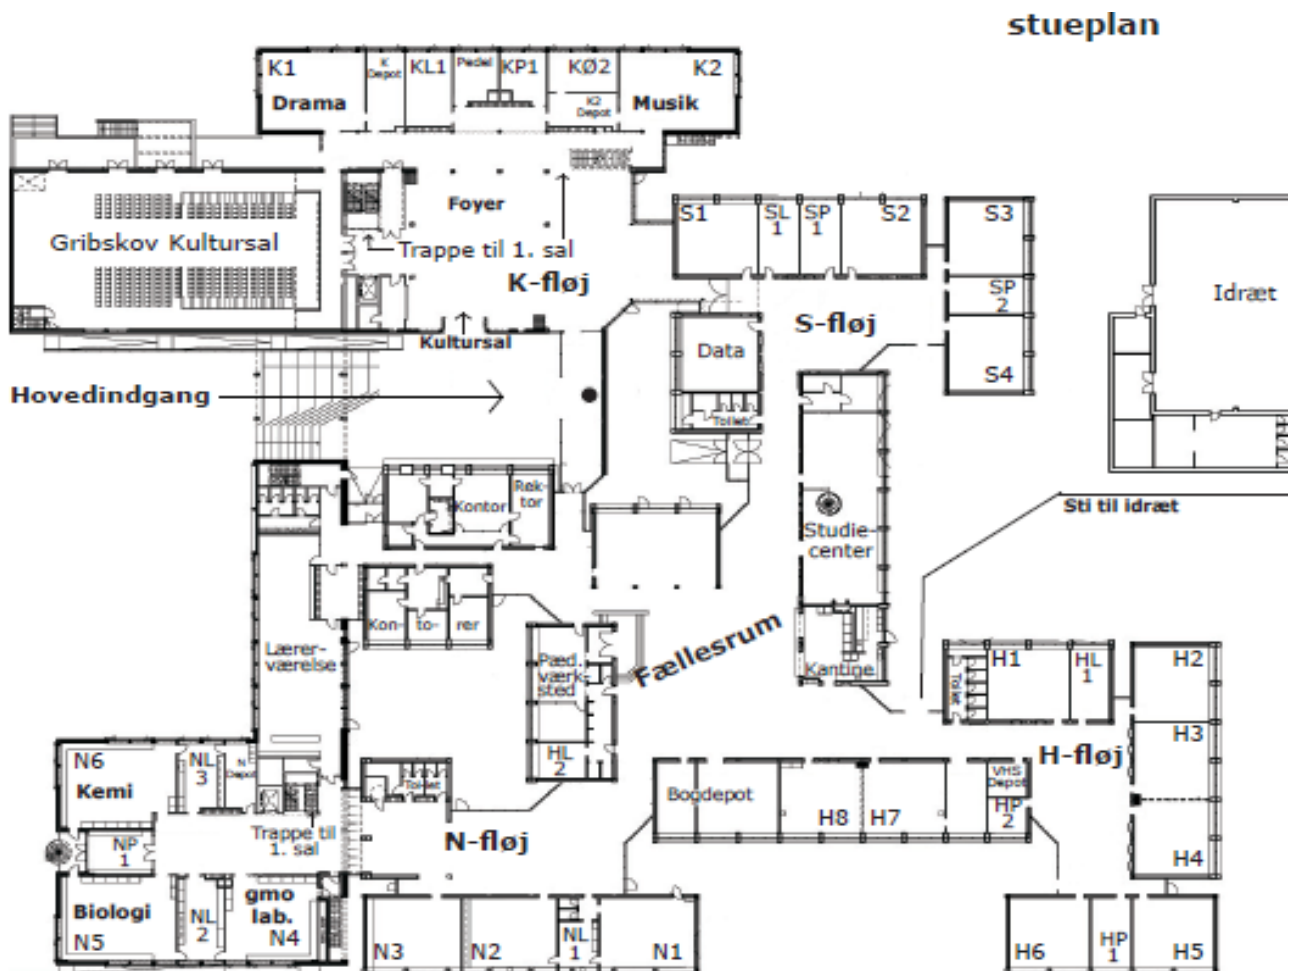 stueplan
K1
K
Depot
KL1
Pedel
KP1
KØ2
K2
Drama
K2
Depot
Musik
Foyer
Gribskov Kultursal
Trappe til 1. sal
K-fløj
Kultursal
Hovedindgang
S1
SL
1
SP
1
S2
S3
SP
2
S4
S-fløj
Data
Toilet
Idræt
Sti til idræt
Studie-
center
Kantine
Fællesrum
Kontor
Rek-
tor
Kon-
to-
rer
Lærer-
værelse
Pæd.
værk-
sted
HL
2
H1
HL
1
Toilet
H2
H3
H4
H-fløj
Bogdepot
H8
H7
VHS
Depot
HP
2
H6
HP
1
H5
N6
Kemi
NL
3
N
Depot
Toilet
Trappe til
1. sal
NP
1
N-fløj
Biologi
N5
NL
2
gmo
lab.
N4
N3
N2
NL
1
N1